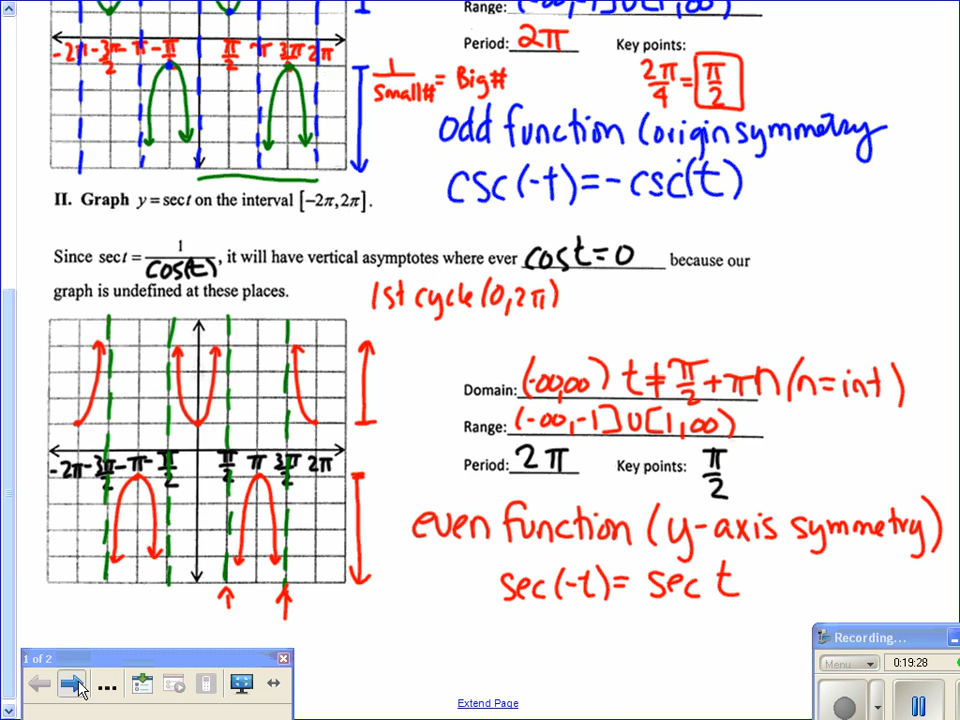 Range: (-∞,-1]U[1,∞)
-2π -3π/2 -π -π/2 π/2 π 3π/2 2π
Period: 2π Key points:
1/small# = Big#
2π/4 = π/2
odd function (origin symmetry
csc(-t)=-csc(t)
II. Graph y = sec t on the interval [-2π, 2π].
Since sec t = 1/cos(t), it will have vertical asymptotes where ever cos t = 0 because our
graph is undefined at these places.
1st cycle (0, 2π)
Domain: (-∞,∞) t ≠ π/2 + πn (n = int)
Range: (-∞,-1]U[1,∞)
-2π -3π/2 -π -π/2 π/2 π 3π/2 2π
Period: 2π Key points: π/2
even function (y-axis symmetry)
sec(-t) = sec t
Recording...
1 of 2
Menu
0:19:28
Extend Page